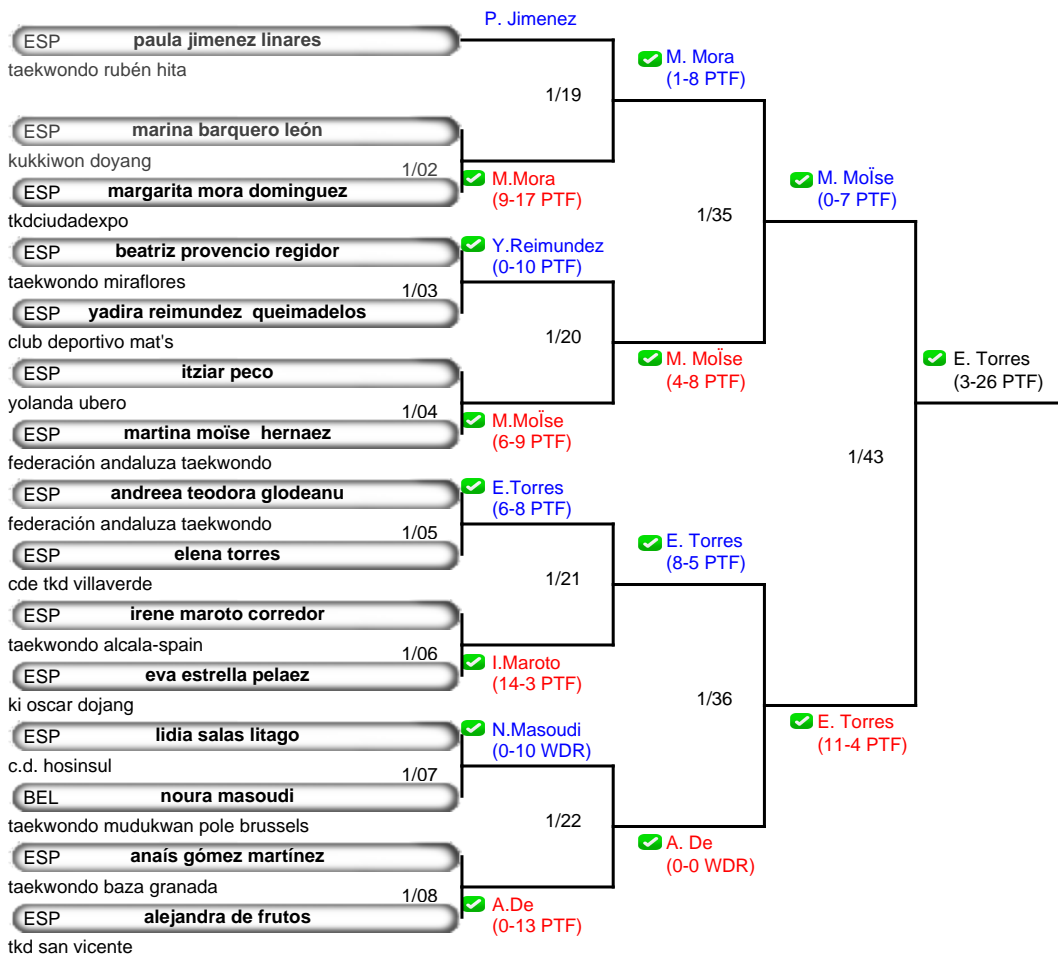 P. Jimenez
ESP paula jimenez linares
taekwondo rubén hita
M. Mora
(1-8 PTF)
1/19
ESP marina barquero león
kukkiwon doyang
1/02
ESP margarita mora dominguez
tkdciudadexpo
M.Mora
(9-17 PTF)
M. MoÏse
(0-7 PTF)
1/35
ESP beatriz provencio regidor
taekwondo miraflores
1/03
ESP yadira reimundez queimadelos
club deportivo mat's
Y.Reimundez
(0-10 PTF)
1/20
ESP itziar peco
yolanda ubero
1/04
ESP martina moïse hernaez
federación andaluza taekwondo
M. MoÏse
(4-8 PTF)
M.MoÏse
(6-9 PTF)
E. Torres
(3-26 PTF)
1/43
ESP andreea teodora glodeanu
federación andaluza taekwondo
1/05
ESP elena torres
cde tkd villaverde
E.Torres
(6-8 PTF)
E. Torres
(8-5 PTF)
1/21
ESP irene maroto corredor
taekwondo alcala-spain
1/06
ESP eva estrella pelaez
ki oscar dojang
I.Maroto
(14-3 PTF)
1/36
E. Torres
(11-4 PTF)
ESP lidia salas litago
c.d. hosinsul
1/07
BEL noura masoudi
taekwondo mudukwan pole brussels
N.Masoudi
(0-10 WDR)
1/22
A. De
(0-0 WDR)
ESP anaís gómez martínez
taekwondo baza granada
1/08
ESP alejandra de frutos
tkd san vicente
A.De
(0-13 PTF)